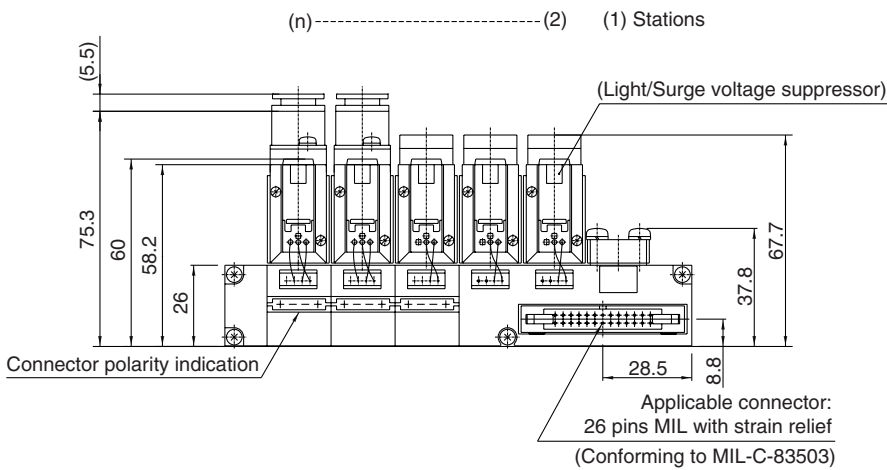 (n) (2) (1) Stations
(5.5)
(Light/Surge voltage suppressor)
75.3
60
58.2
26
67.7
37.8
Connector polarity indication
28.5
8.8
Applicable connector:
26 pins MIL with strain relief
(Conforming to MIL-C-83503)